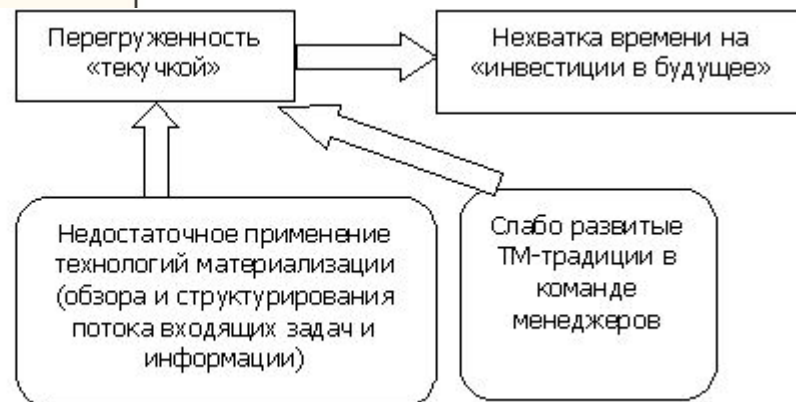 Перегруженность
«текучкой»
Нехватка времени на
«инвестиции в будущее»
Недостаточное применение
технологий материализации
(обзора и структурирования
потока входящих задач и
информации)
Слабо развитые
ТМ-традиции в
команде
менеджеров